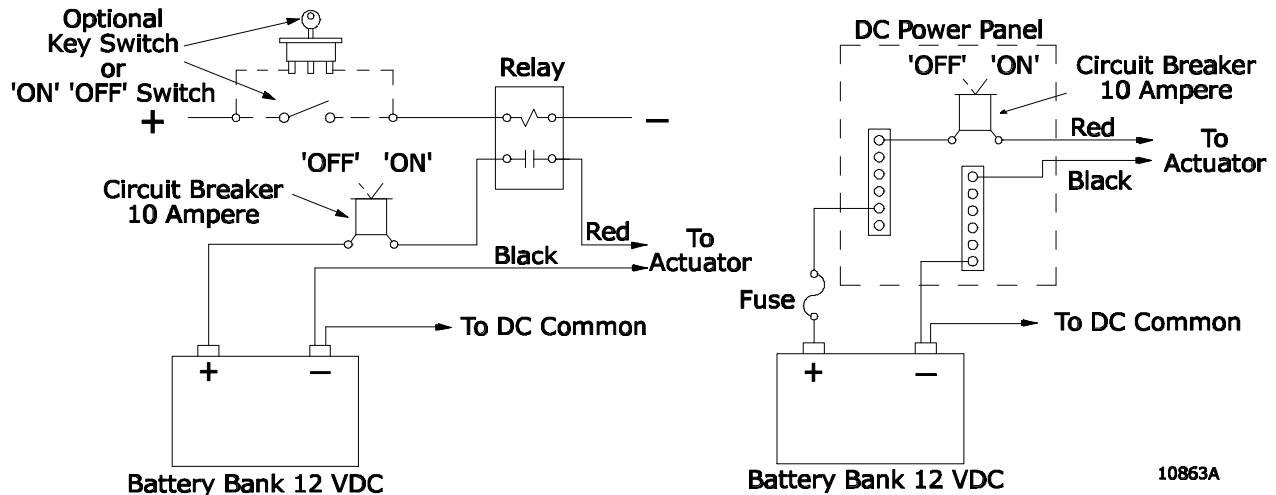 Optional
Key Switch
or
'ON' 'OFF' Switch
+
−
Relay
'OFF' 'ON'
Circuit Breaker
10 Ampere
Red
Black
To
Actuator
To DC Common
+
−
Battery Bank 12 VDC
DC Power Panel
'OFF' 'ON'
Circuit Breaker
10 Ampere
Red
Black
To
Actuator
Fuse
To DC Common
+
−
Battery Bank 12 VDC
10863A